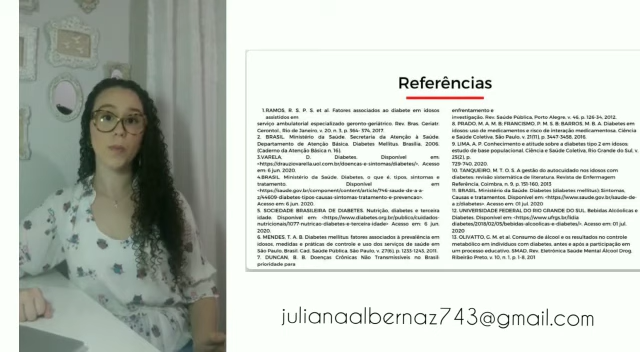 Referências
1.RAMOS, R. S. P. S. et al. Fatores associados ao diabete em idosos
assistidos em
serviço ambulatorial especializado geronto-geriátrico. Rev. Bras. Geriatr.
Gerontol., Rio de Janeiro, v. 20, n. 3, p. 364- 374, 2017.
2. BRASIL. Ministério da Saúde. Secretaria da Atenção à Saúde.
Departamento de Atenção Básica. Diabetes Mellitus. Brasília, 2006.
(Caderno da Atenção Básica n. 16).
3.VARELA, D. Diabetes. Disponível em:
<https://drauziovarella.uol.com.br/doencas-e-sintomas/diabetes/>. Acesso
em: 6 jun. 2020.
4.BRASIL. Ministério da Saúde. Diabetes, o que é, tipos, sintomas e
tratamento. Disponível em:
<https://saude.gov.br/component/content/article/746-saude-de-a-e-
z/44609-diabetes-tipos-causas-sintomas-tratamento-e-prevencao>.
Acesso em: 6 jun. 2020.
5. SOCIEDADE BRASILEIRA DE DIABETES. Nutrição, diabetes e terceira
idade. Disponível em: <https://www.diabetes.org.br/publico/cuidados-
nutricionais/1077-nutricao-diabetes-e-terceira-idade> Acesso em: 6 jun.
2020.
6. MENDES, T. A. B. Diabetes mellitus: fatores associados à prevalência em
idosos, medidas e práticas de controle e uso dos serviços de saúde em
São Paulo, Brasil. Cad. Saúde Pública, São Paulo, v. 27(6), p. 1233-1243, 2011.
7. DUNCAN, B. B. Doenças Crônicas Não Transmissíveis no Brasil:
prioridade para
enfrentamento e
investigação. Rev. Saúde Pública, Porto Alegre, v. 46, p. 126-34, 2012.
8. PRADO, M. A. M. B; FRANCISMO, P. M. S. B; BARROS, M. B. A. Diabetes em
idosos: uso de medicamentos e risco de interação medicamentosa. Ciência
e Saúde Coletiva, v. 21(11), p. 3447-3458, 2016.
9. LIMA, A. P. Conhecimento e atitude sobre a diabetes tipo 2 em idosos:
estudo de base populacional. Ciência e Saúde Coletiva, Rio Grande do Sul, v.
25(2), p.
729-740, 2020.
10. TANQUEIRO, M. T. O. S. A gestão do autocuidado nos idosos com
diabetes: revisão sistemática de literatura. Revista de Enfermagem
Referência, Coimbra, n. 9, p. 151-160, 2013
11. BRASIL. Ministério da Saúde. Diabetes (diabetes mellitus): Sintomas,
Causas e tratamentos. Disponível em: <https://www.saude.gov.br/saude-de-
a-z/diabetes>. Acesso em: 01 jul. 2020
12. UNIVERSIDADE FEDERAL DO RIO GRANDE DO SUL. Bebidas Alcoólicas e
Diabetes. Disponível em: <https://www.ufrgs.br/lidia
diabetes/2018/02/05/bebidas-alcoolicas-e-diabetes/>. Acesso em: 01 jul.
2020
13. OLIVATTO, G. M. et al. Consumo de álcool e os resultados no controle
metabólico em indivíduos com diabetes, antes e após a participação em
um processo educativo. SMAD, Rev. Eletrônica Saúde Mental Álcool Drog.
Ribeirão Preto, v. 10, n. 1, p. 1-8, 201
julianaalbernaz743@gmail.com